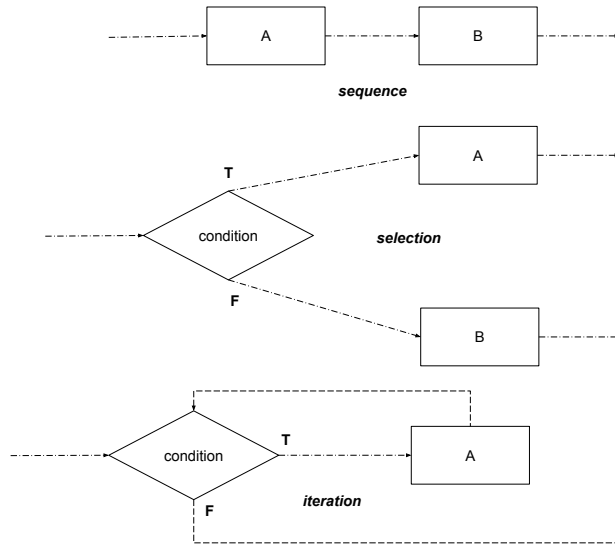 A
B
sequence
T
A
condition
selection
F
B
condition
T
A
iteration
F